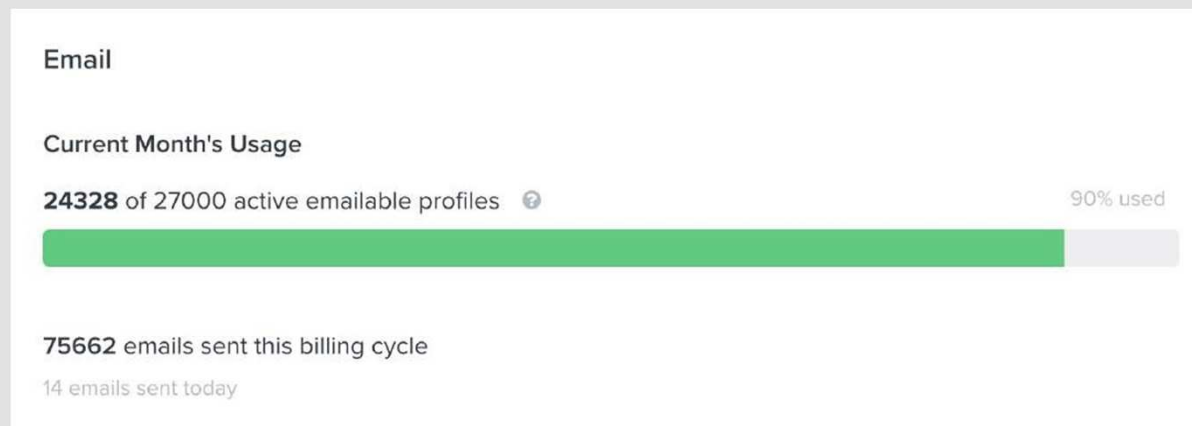 Email
Current Month's Usage
24328 of 27000 active emailable profiles ?
90% used
75662 emails sent this billing cycle
14 emails sent today